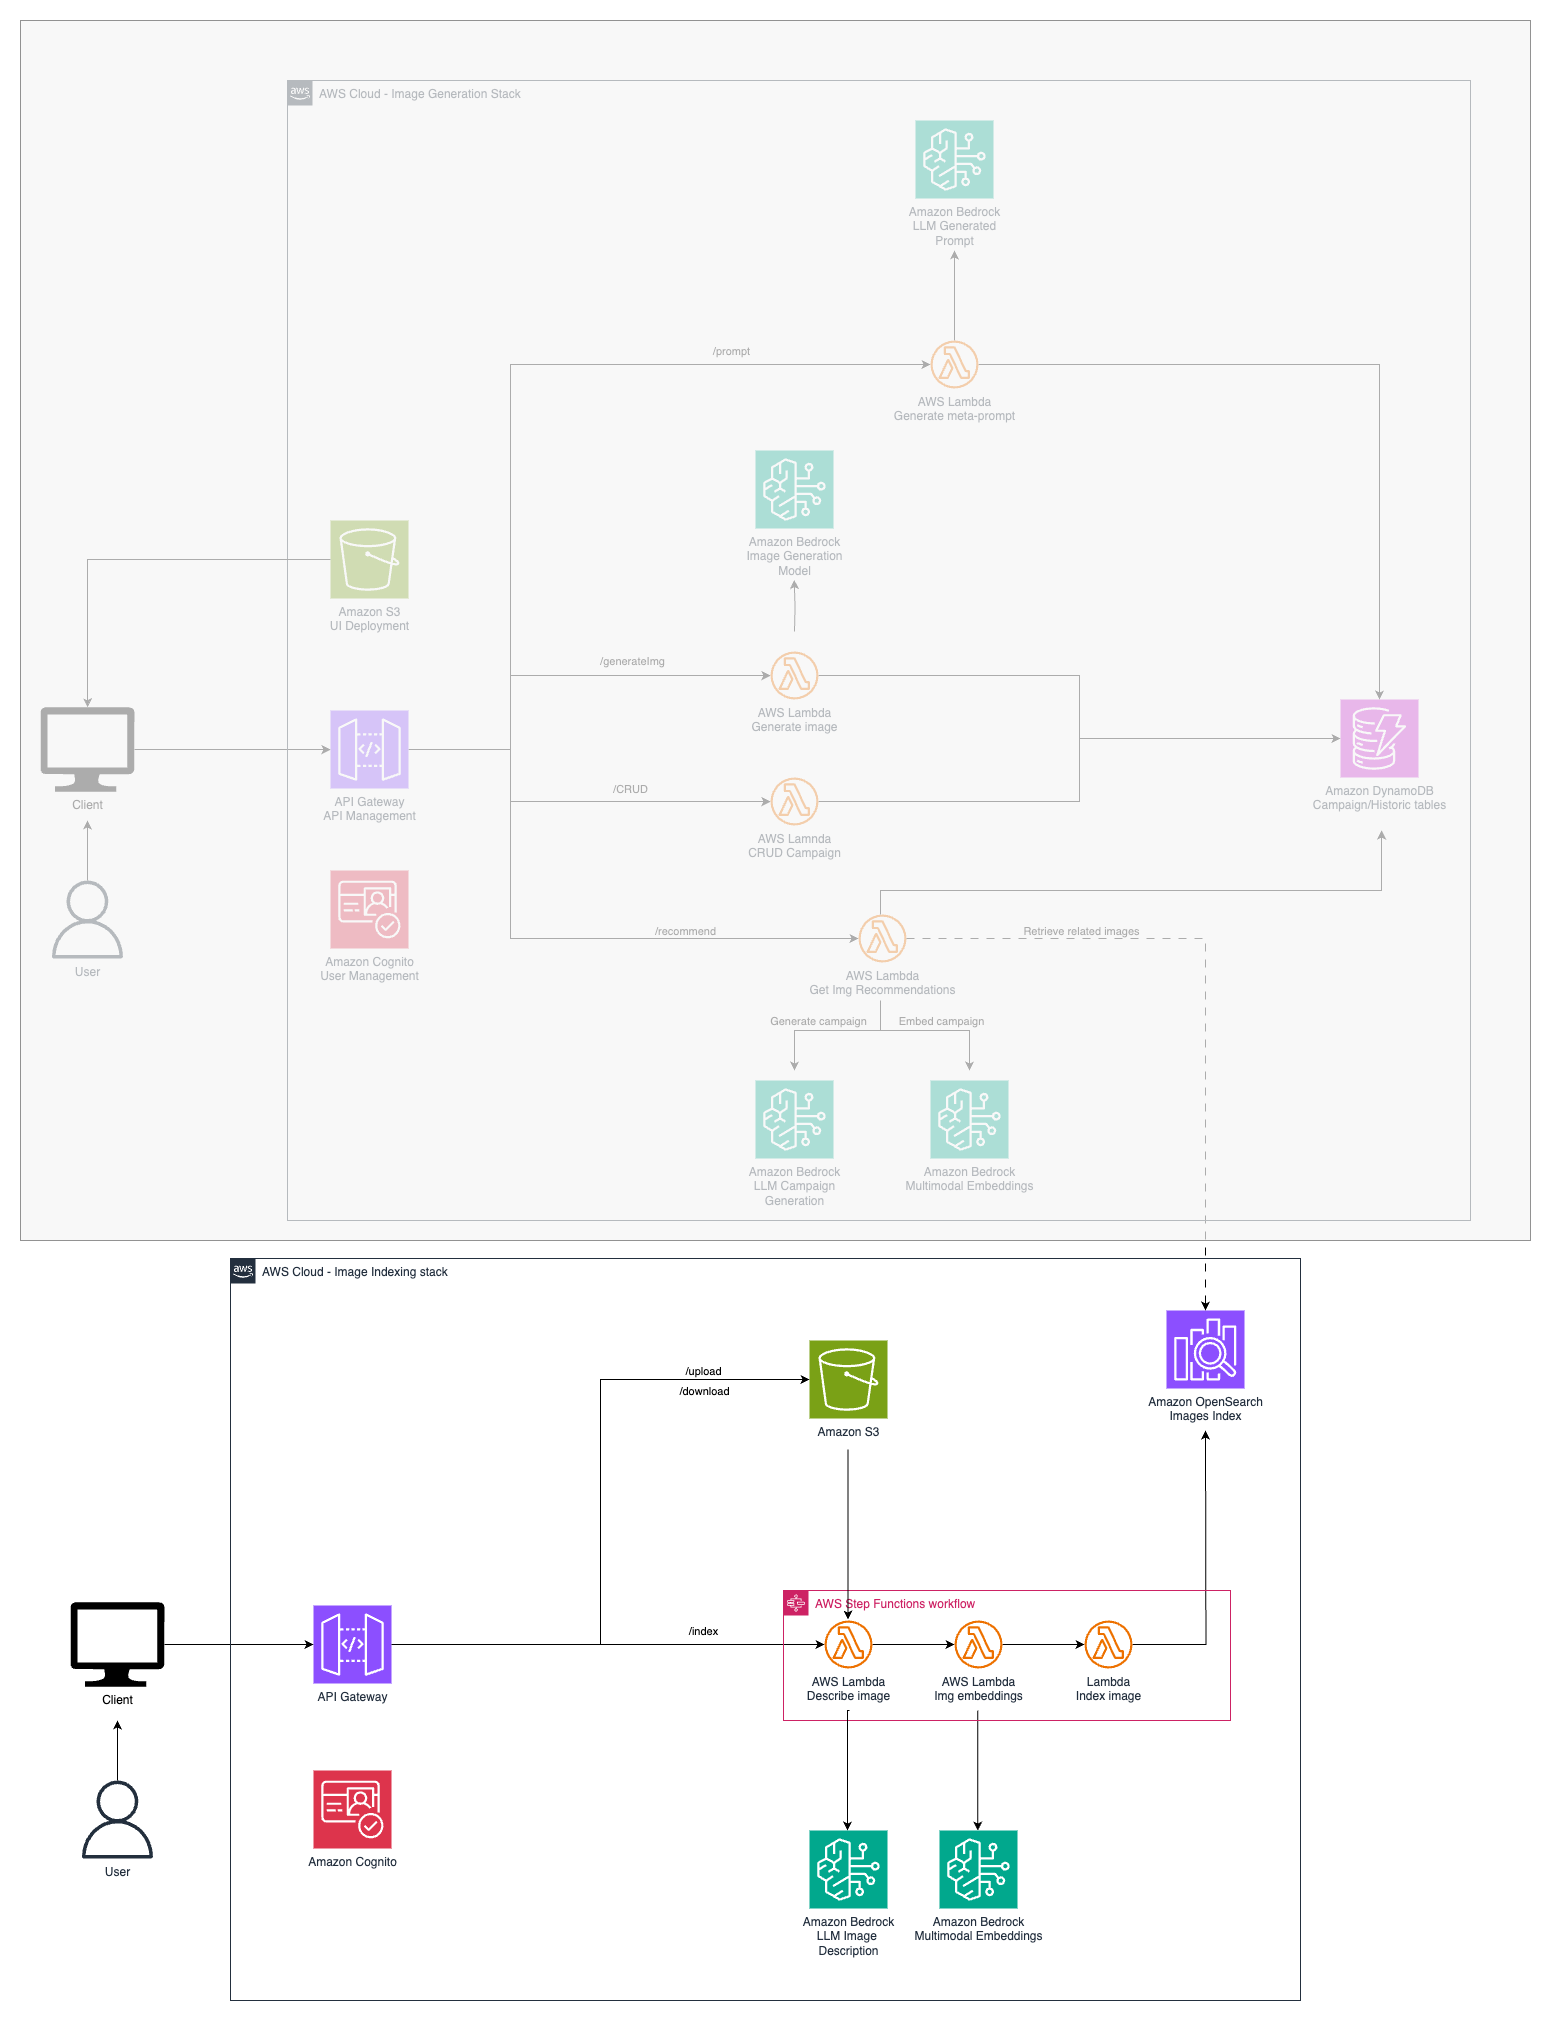 aws
AWS Cloud - Image Generation Stack
Amazon Bedrock
LLM Generated
Prompt
/prompt
AWS Lambda
Generate meta-prompt
Amazon Bedrock
Image Generation
Model
Amazon S3
UI Deployment
/generateImg
AWS Lambda
Generate image
Client
API Gateway
API Management
/CRUD
AWS Lamnda
CRUD Campaign
Amazon DynamoDB
Campaign/Historic tables
User
Amazon Cognito
User Management
/recommend
Retrieve related images
AWS Lambda
Get Img Recommendations
Generate campaign
Embed campaign
Amazon Bedrock
LLM Campaign
Generation
Amazon Bedrock
Multimodal Embeddings
aws
AWS Cloud - Image Indexing stack
/upload
/download
Amazon S3
Amazon OpenSearch
Images Index
AWS Step Functions workflow
/index
Client
API Gateway
AWS Lambda
Describe image
AWS Lambda
Img embeddings
Lambda
Index image
User
Amazon Cognito
Amazon Bedrock
LLM Image
Description
Amazon Bedrock
Multimodal Embeddings